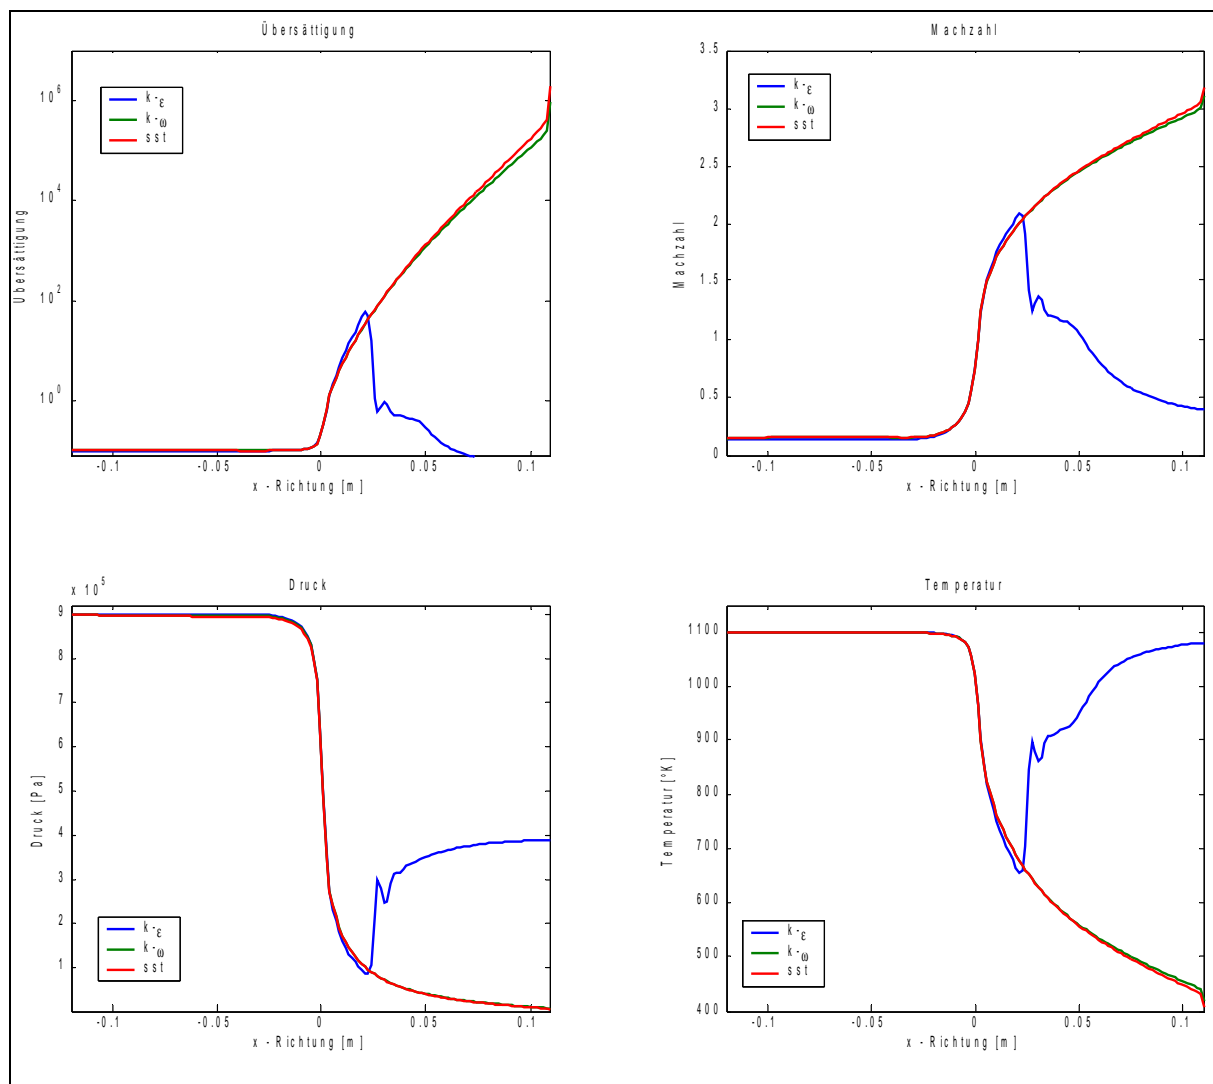 Übersättigung
Übersättigung
10^6
10^4
10^2
10^0
k-ε
k-ω
sst
-0.1 -0.05 0 0.05 0.1
x - Richtung [m]
Machzahl
Machzahl
3.5
3
2.5
2
1.5
1
0.5
0
k-ε
k-ω
sst
-0.1 -0.05 0 0.05 0.1
x - Richtung [m]
Druck
x 10^5
Druck [Pa]
9
8
7
6
5
4
3
2
1
k-ε
k-ω
sst
-0.1 -0.05 0 0.05 0.1
x - Richtung [m]
Temperatur
Temperatur [°K]
1100
1000
900
800
700
600
500
400
k-ε
k-ω
sst
-0.1 -0.05 0 0.05 0.1
x - Richtung [m]